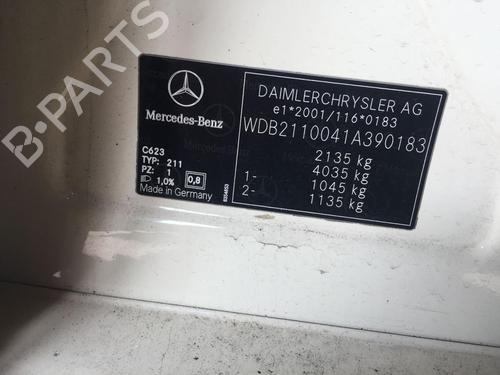 B-PARTS
Mercedes-Benz
DAIMLERCHRYSLER AG
e1*2001/116*0183
WDB2110041A390183
2135 kg
4035 kg
1- 1045 kg
2- 1135 kg
C623
TYP: 211
PZ: 1
1,0% 0,8
Made in Germany